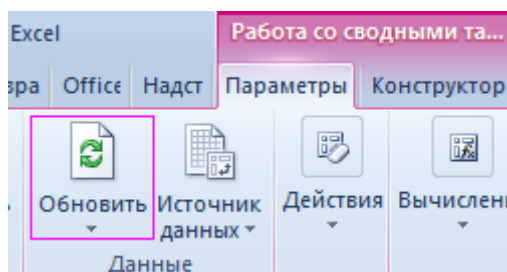 Excel Работа со сводными та...
вра Office Надст Параметры Конструктор
Обновить Источник данных Действия Вычислен
Данные